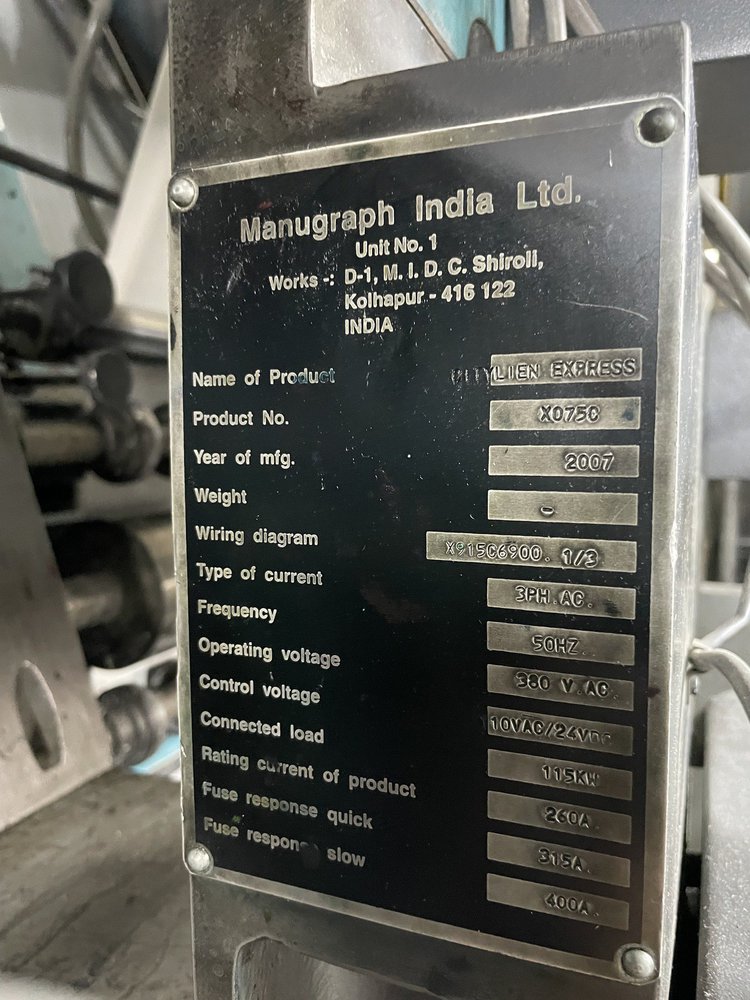 Manugraph India Ltd.
Unit No. 1
Works -: D-1, M. I. D. C. Shiroli,
Kolhapur - 416 122
INDIA
Name of Product LIEN EXPRESS
Product No. X075C
Year of mfg. 2007
Weight -
Wiring diagram X915C6900. 1/3
Type of current 3PH.AC.
Frequency 50HZ.
Operating voltage 380 V.AC.
Control voltage 10VAC/24VDC
Connected load 115KW
Rating current of product 260A.
Fuse response quick 315A.
Fuse respon slow 400A.